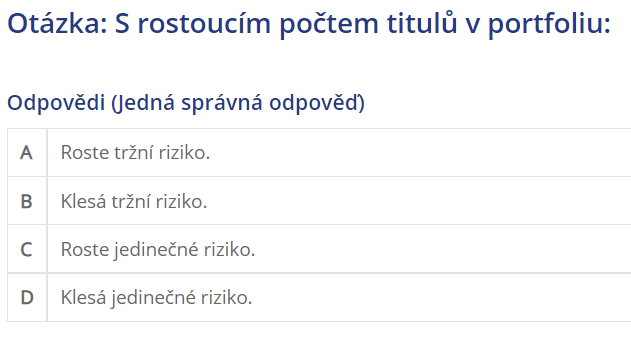 Otázka: S rostoucím počtem titulů v portfoliu:
Odpovědi (Jedná správná odpověď)
A Roste tržní riziko.
B Klesá tržní riziko.
C Roste jedinečné riziko.
D Klesá jedinečné riziko.